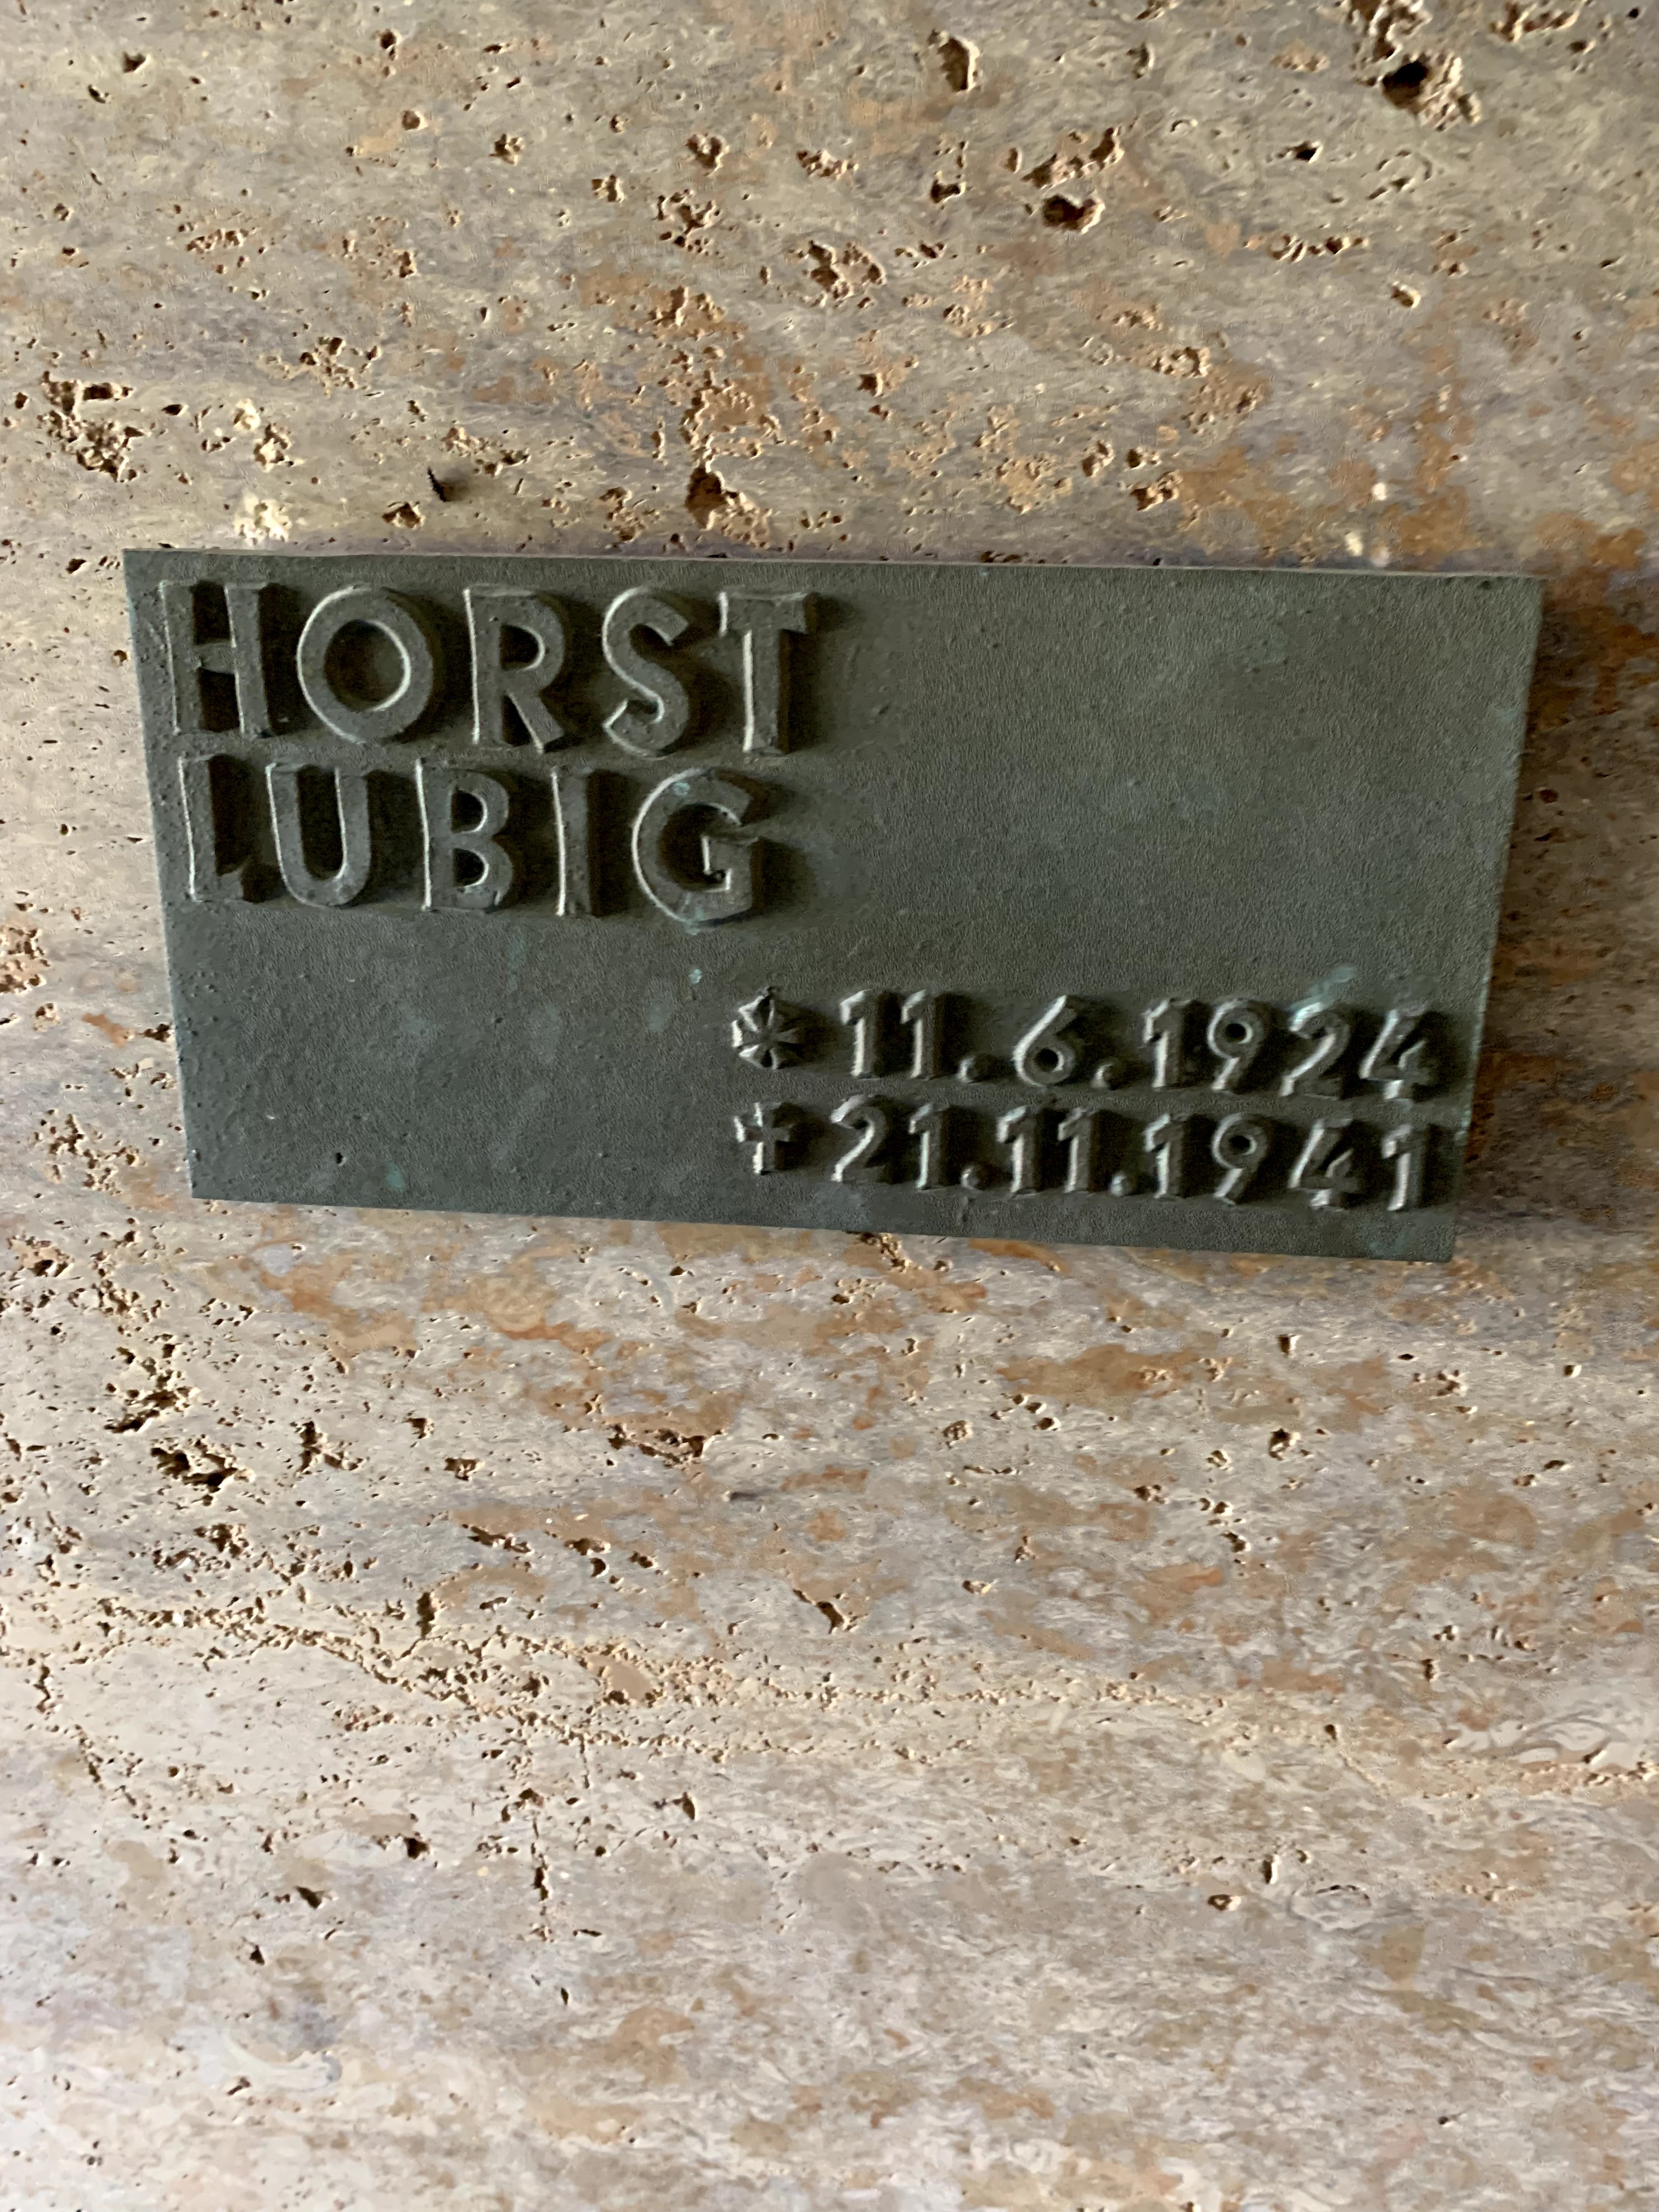 HORST
LUBIG
* 11.6.1924
† 21.11.1941